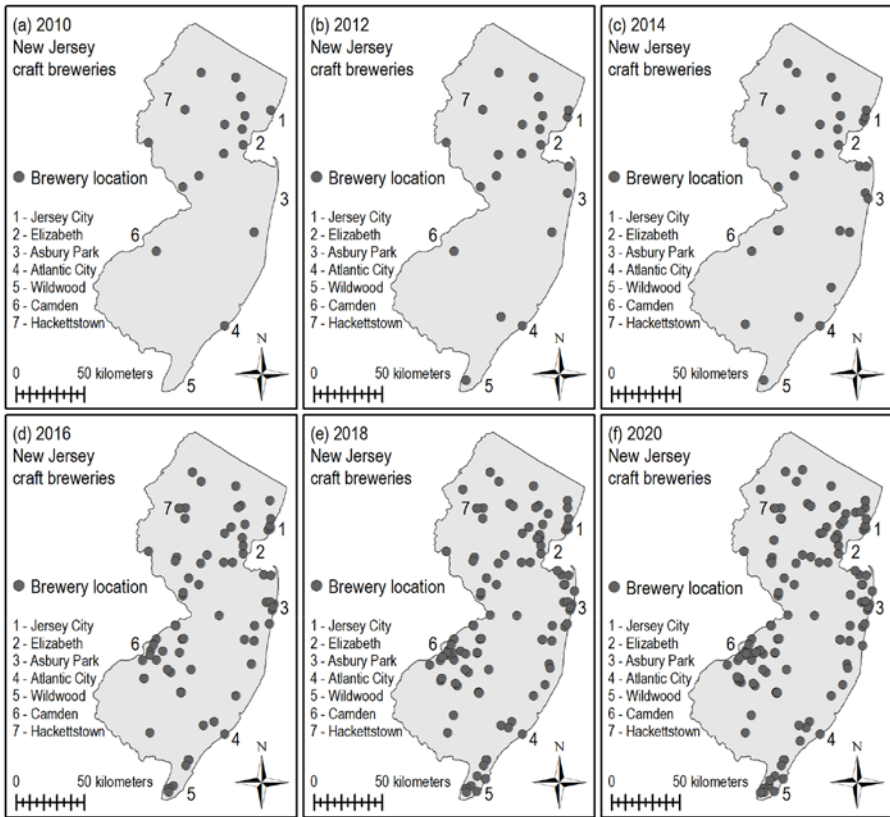 (a) 2010
New Jersey
craft breweries
7
1
2
Brewery location
3
1 - Jersey City
2 - Elizabeth
3 - Asbury Park
4 - Atlantic City
5 - Wildwood
6 - Camden
7 - Hackettstown
6
4
N
0 50 kilometers
5
(b) 2012
New Jersey
craft breweries
7
1
2
Brewery location
3
1 - Jersey City
2 - Elizabeth
3 - Asbury Park
4 - Atlantic City
5 - Wildwood
6 - Camden
7 - Hackettstown
6
4
N
0 50 kilometers
5
(c) 2014
New Jersey
craft breweries
7
1
2
Brewery location
3
1 - Jersey City
2 - Elizabeth
3 - Asbury Park
4 - Atlantic City
5 - Wildwood
6 - Camden
7 - Hackettstown
6
4
N
0 50 kilometers
5
(d) 2016
New Jersey
craft breweries
7
1
2
Brewery location
3
1 - Jersey City
2 - Elizabeth
3 - Asbury Park
4 - Atlantic City
5 - Wildwood
6 - Camden
7 - Hackettstown
6
4
N
0 50 kilometers
5
(e) 2018
New Jersey
craft breweries
7
1
2
Brewery location
3
1 - Jersey City
2 - Elizabeth
3 - Asbury Park
4 - Atlantic City
5 - Wildwood
6 - Camden
7 - Hackettstown
6
4
N
0 50 kilometers
5
(f) 2020
New Jersey
craft breweries
7
1
2
Brewery location
3
1 - Jersey City
2 - Elizabeth
3 - Asbury Park
4 - Atlantic City
5 - Wildwood
6 - Camden
7 - Hackettstown
6
4
N
0 50 kilometers
5